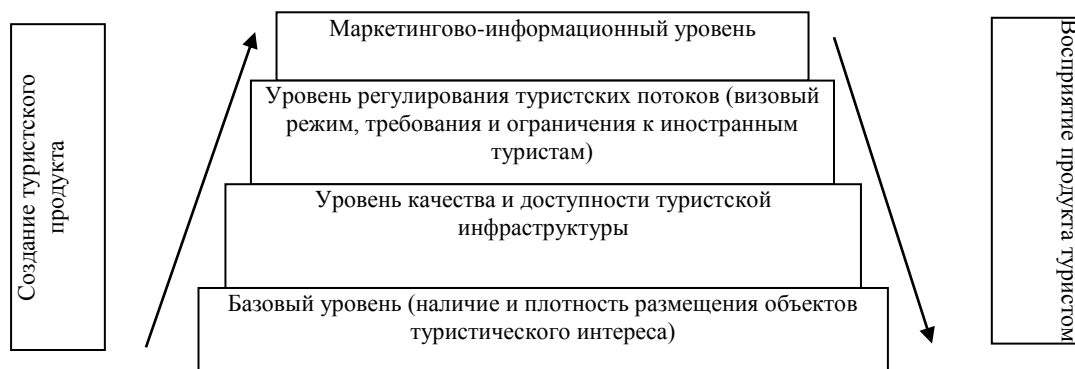 Создание туристского
продукта
Маркетингово-информационный уровень
Уровень регулирования туристских потоков (визовый
режим, требования и ограничения к иностранным
туристам)
Уровень качества и доступности туристской
инфраструктуры
Базовый уровень (наличие и плотность размещения объектов
туристического интереса)
Восприятие продукта туристом